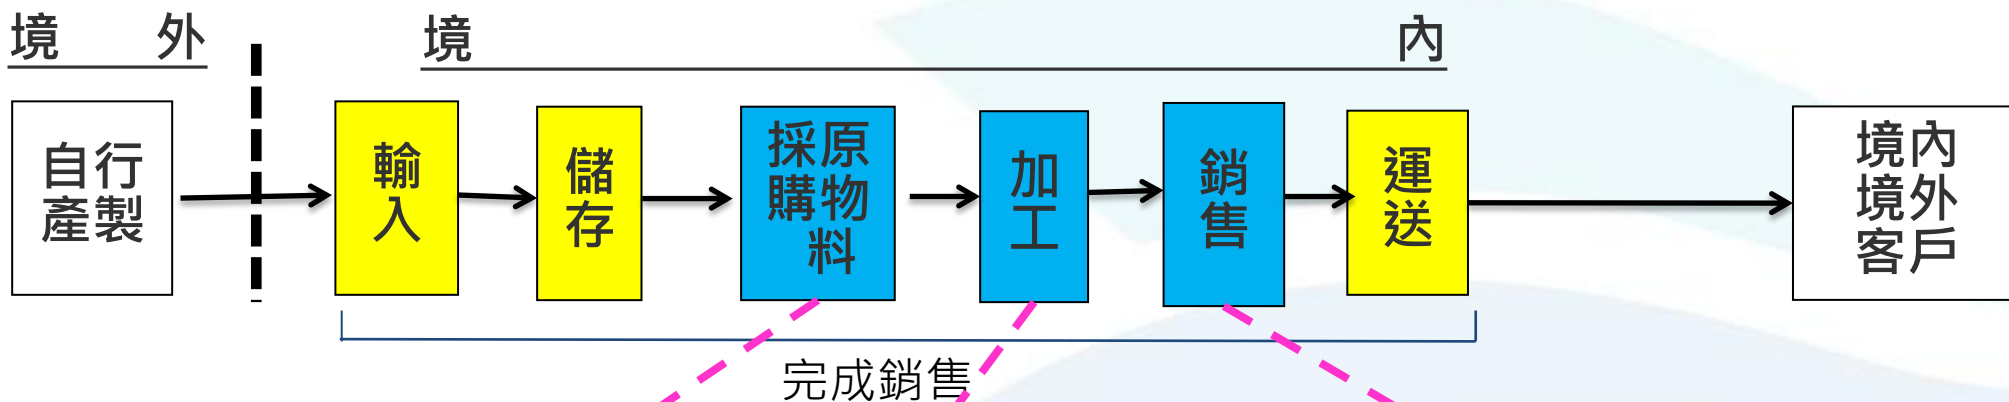 境外
境內
自行
產製
輸入
儲存
採原
購物
料
加工
銷售
運送
境內
境外
客戶
完成銷售